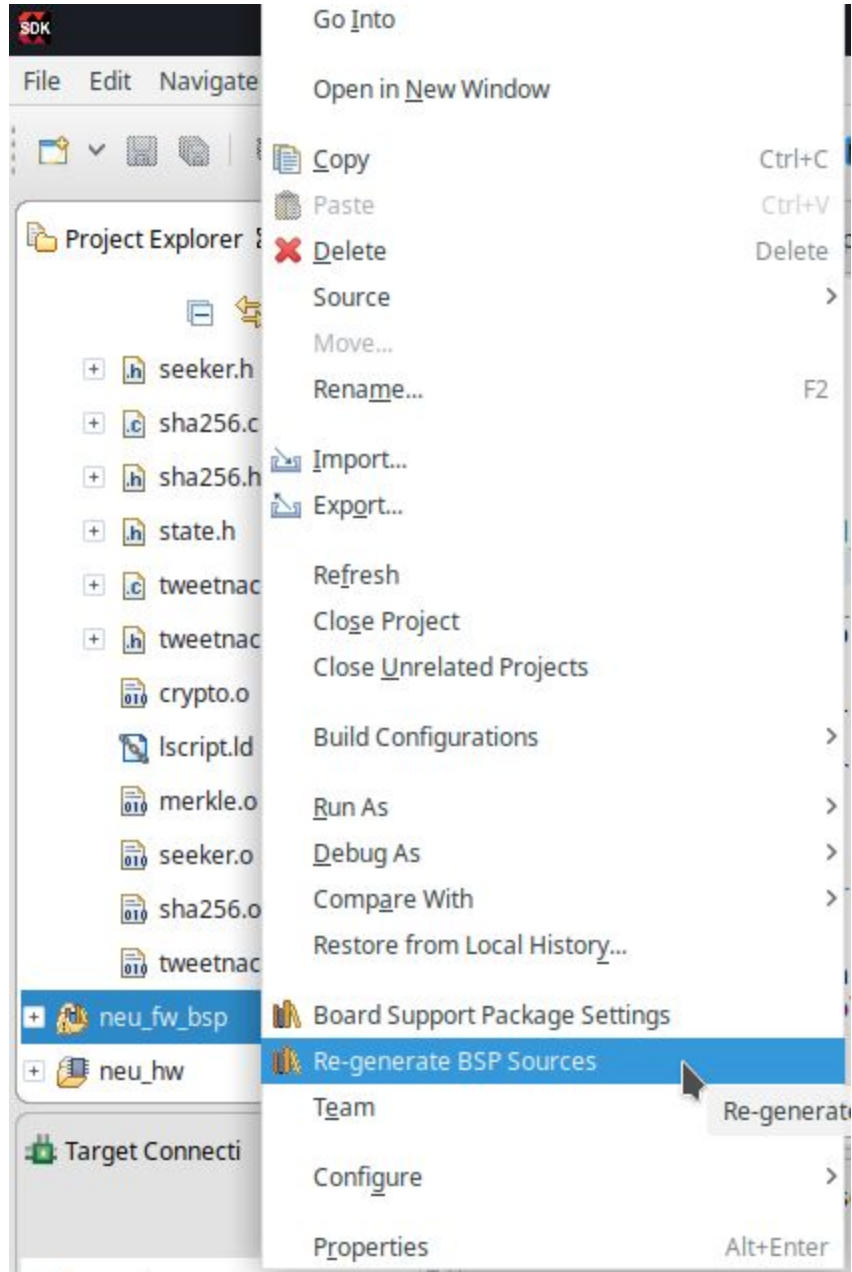 SDK
File Edit Navigate
Project Explorer
seeker.h
sha256.c
sha256.h
state.h
tweetnac
tweetnac
crypto.o
lscript.ld
merkle.o
seeker.o
sha256.o
tweetnac
neu_fw_bsp
neu_hw
Target Connecti
Go Into
Open in New Window
Copy Ctrl+C
Paste Ctrl+V
Delete Delete
Source
Move...
Rename... F2
Import...
Export...
Refresh
Close Project
Close Unrelated Projects
Build Configurations
Run As
Debug As
Compare With
Restore from Local History...
Board Support Package Settings
Re-generate BSP Sources
Team
Re-generate
Configure
Properties Alt+Enter